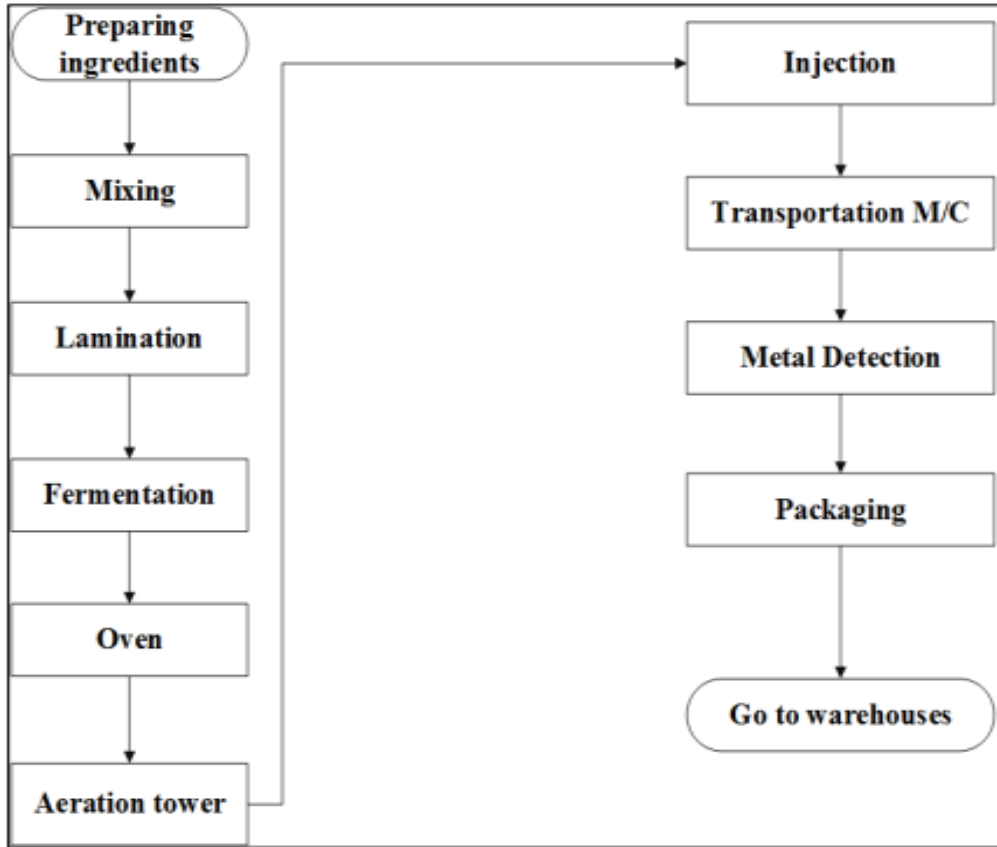 Preparing
ingredients
Mixing
Lamination
Fermentation
Oven
Aeration tower
Injection
Transportation M/C
Metal Detection
Packaging
Go to warehouses